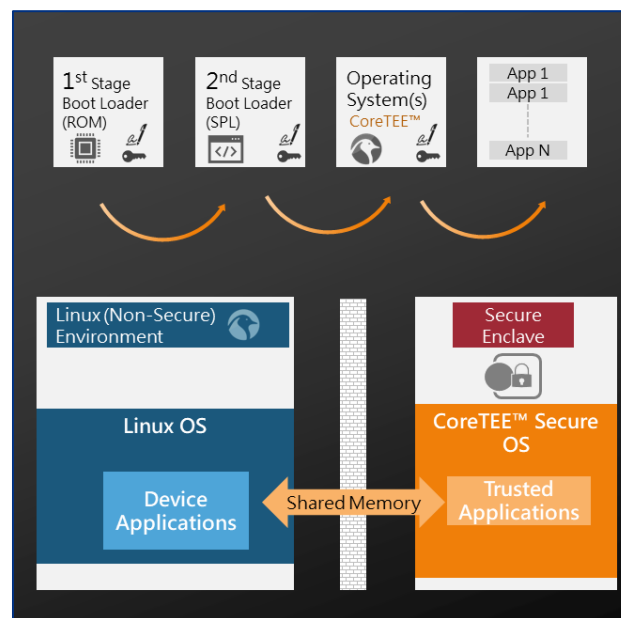 1st Stage
Boot Loader
(ROM)
2nd Stage
Boot Loader
(SPL)
</>
Operating
System(s)
CoreTEE™
App 1
App 1
App N
Linux (Non-Secure)
Environment
Secure
Enclave
Linux OS
CoreTEE™ Secure
OS
Device
Applications
Shared Memory
Trusted
Applications